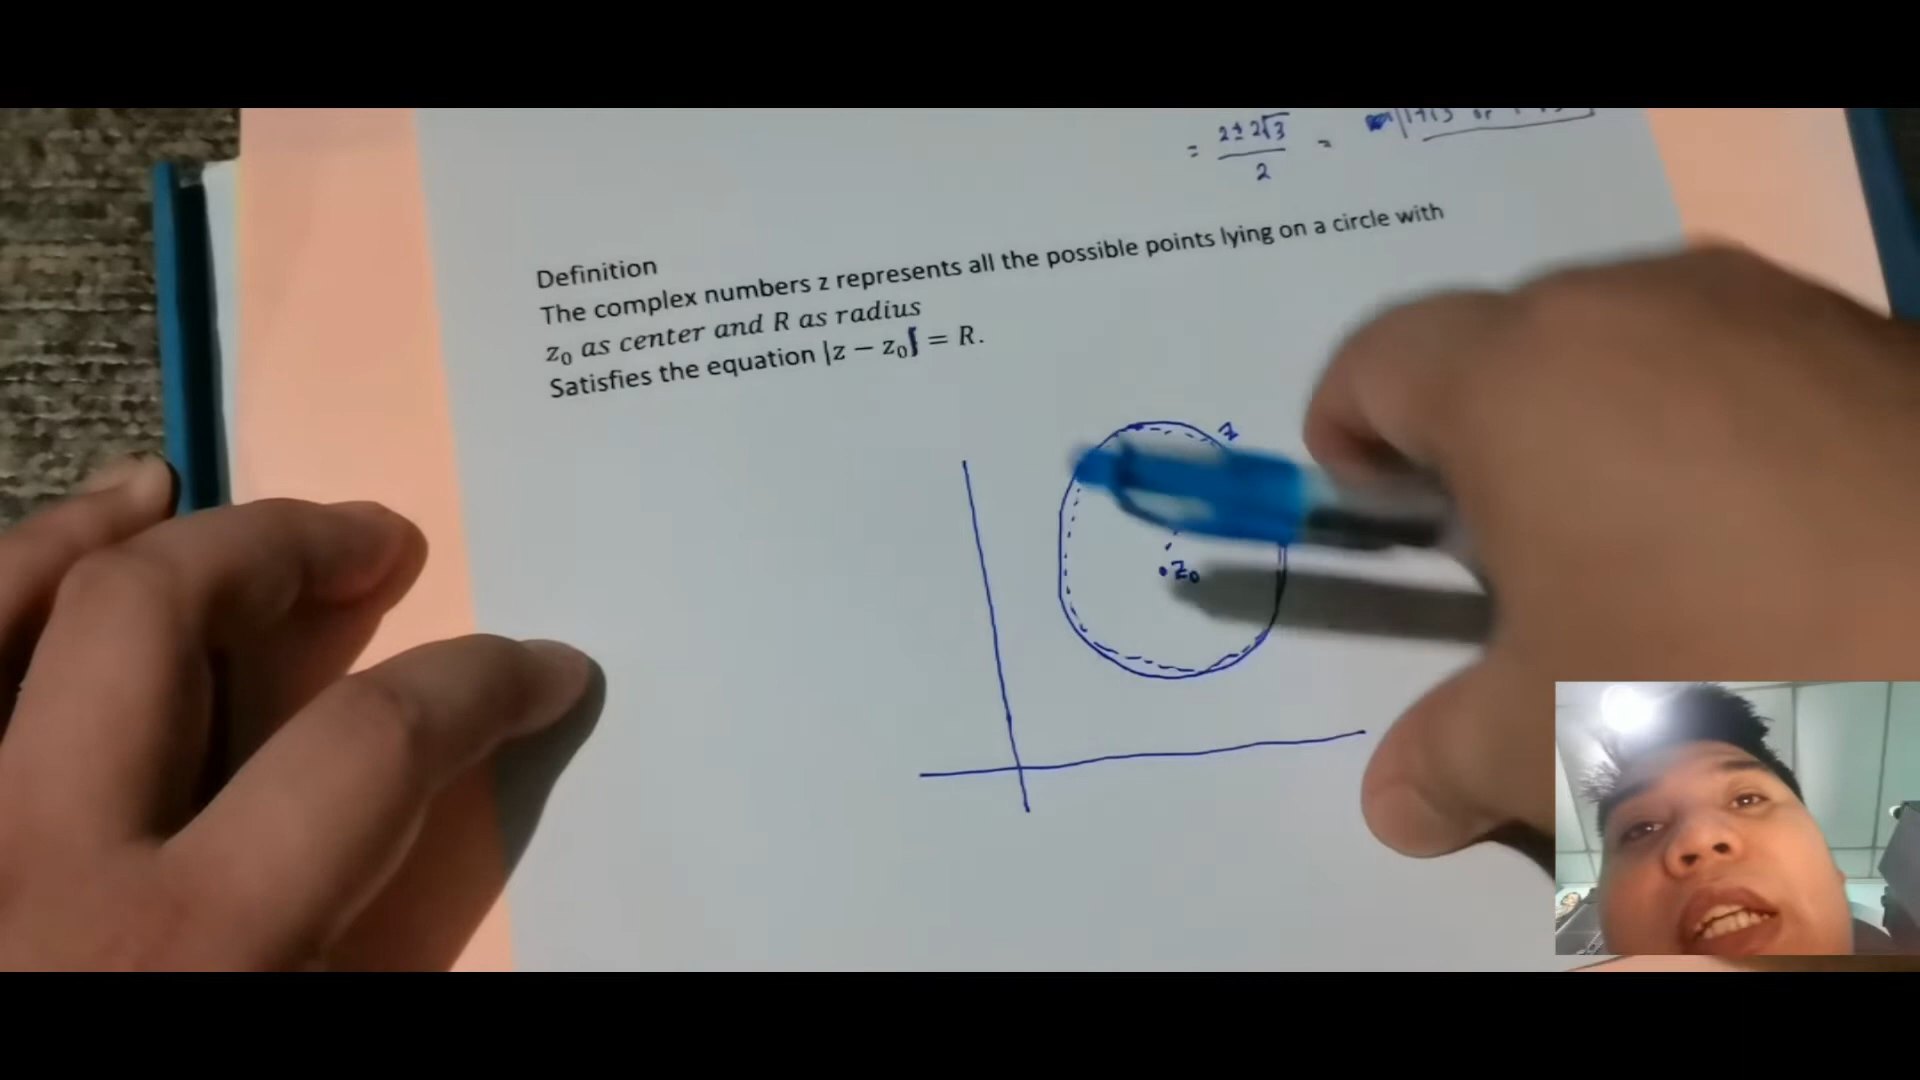 = 2 ± 2√3 / 2 =
Definition
The complex numbers z represents all the possible points lying on a circle with
z₀ as center and R as radius
Satisfies the equation |z − z₀| = R.
z
z₀